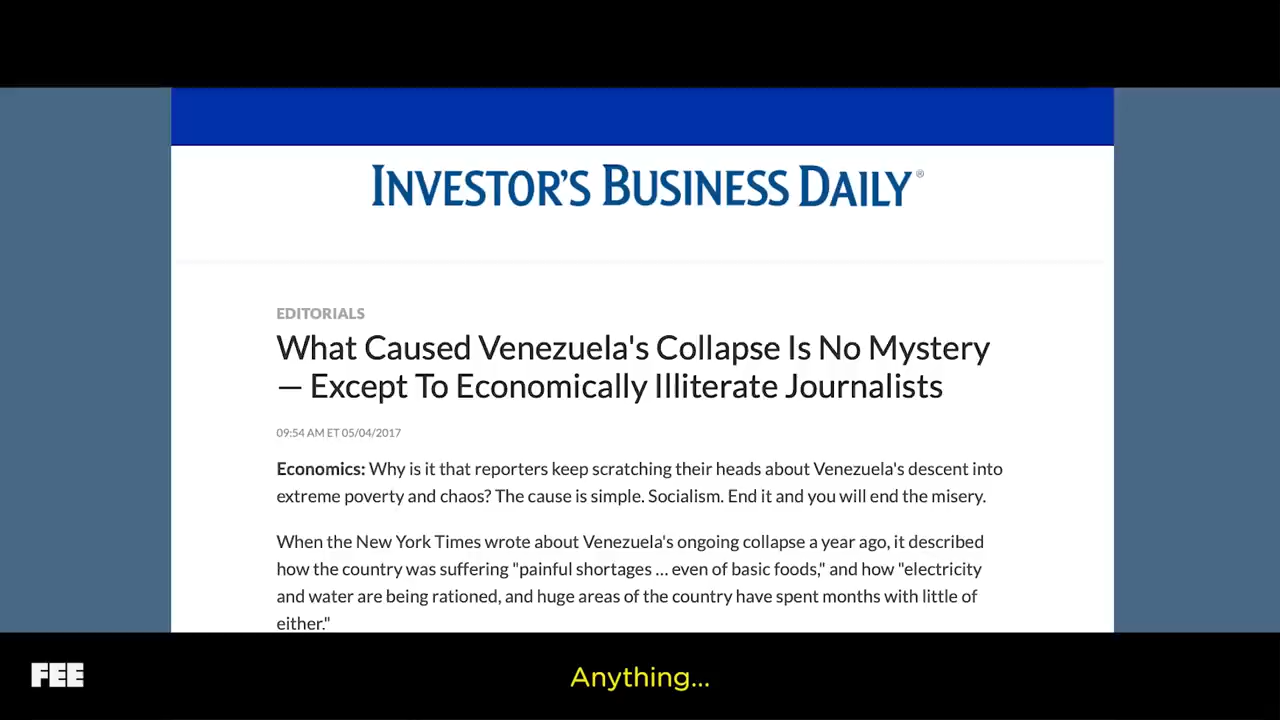 INVESTOR'S BUSINESS DAILY®
EDITORIALS
What Caused Venezuela's Collapse Is No Mystery
— Except To Economically Illiterate Journalists
09:54 AM ET 05/04/2017
Economics: Why is it that reporters keep scratching their heads about Venezuela's descent into
extreme poverty and chaos? The cause is simple. Socialism. End it and you will end the misery.
When the New York Times wrote about Venezuela's ongoing collapse a year ago, it described
how the country was suffering "painful shortages ... even of basic foods," and how "electricity
and water are being rationed, and huge areas of the country have spent months with little of
either."
FEE
Anything...